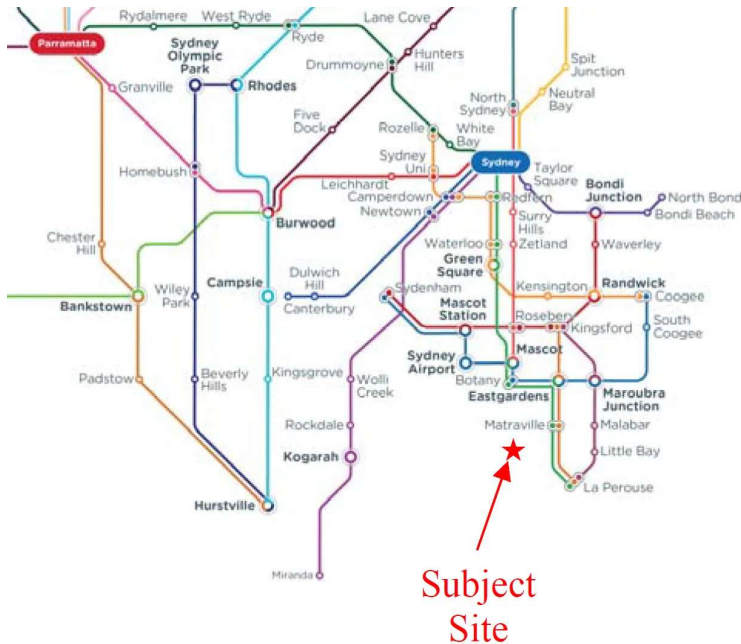 Rydalmere
West Ryde
Lane Cove
Parramatta
Sydney
Olympic
Park
Ryde
Drummoyne
Hunters
Hill
Spit
Junction
Granville
Rhodes
North
Sydney
Neutral
Bay
Five
Dock
Rozelle
White
Bay
Homebush
Sydney
Uni
Sydney
Taylor
Square
Leichhardt
Camperdown
Redfern
Bondi
Junction
North Bond
Burwood
Newtown
Surry
Hills
Bondi Beach
Chester
Hill
Waterloo
Zetland
Waverley
Green
Square
Campsie
Dulwich
Hill
Kensington
Randwick
Bankstown
Wiley
Park
Canterbury
Sydenham
Mascot
Station
Rosebery
Kingsford
Coogee
South
Coogee
Sydney
Airport
Mascot
Padstow
Beverly
Hills
Kingsgrove
Wolli
Creek
Botany
Eastgardens
Maroubra
Junction
Rockdale
Matraville
Malabar
Kogarah
Little Bay
La Perouse
Hurstville
Miranda
Subject
Site